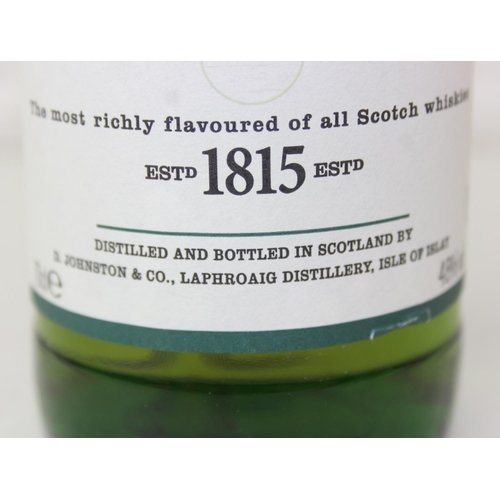 The most richly flavoured of all Scotch whiskies
ESTD 1815 ESTD
DISTILLED AND BOTTLED IN SCOTLAND BY
D. JOHNSTON & CO., LAPHROAIG DISTILLERY, ISLE OF ISLAY